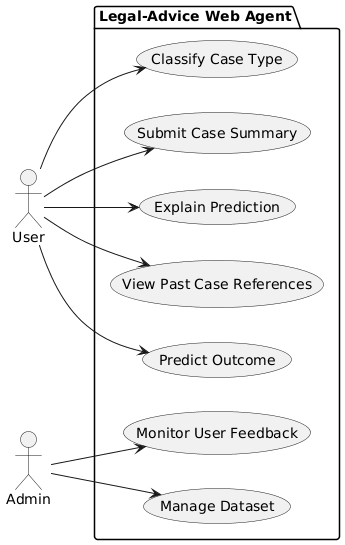 Legal-Advice Web Agent
Classify Case Type
Submit Case Summary
Explain Prediction
User
View Past Case References
Predict Outcome
Monitor User Feedback
Admin
Manage Dataset